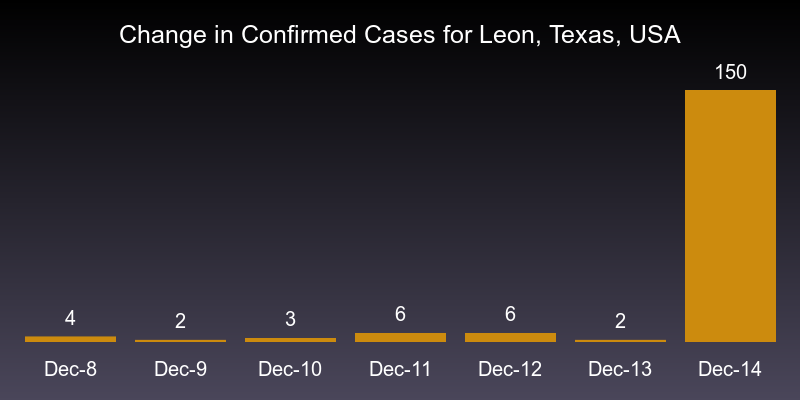 Change in Confirmed Cases for Leon, Texas, USA
150
4 2 3 6 6 2
Dec-8 Dec-9 Dec-10 Dec-11 Dec-12 Dec-13 Dec-14